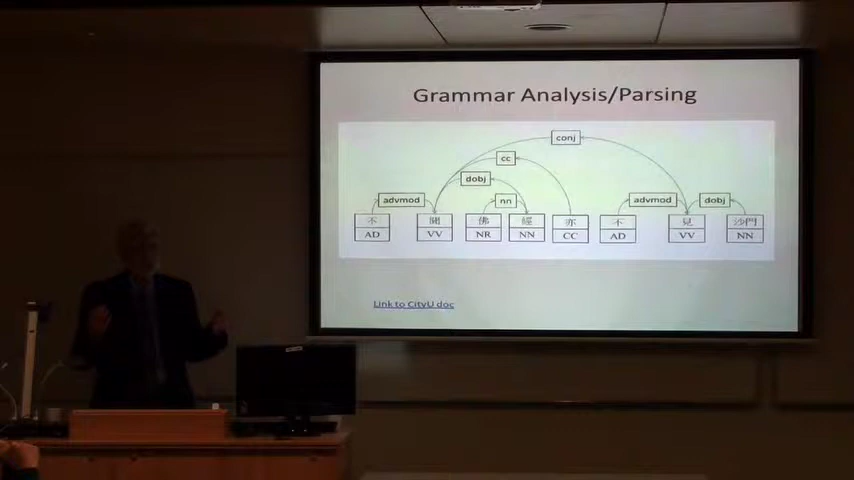 Grammar Analysis/Parsing
conj
cc
dobj
advmod nn advmod dobj
不 佛 經 亦 不 見 沙門
AD VV NR NN CC AD VV NN
Link to CityU doc